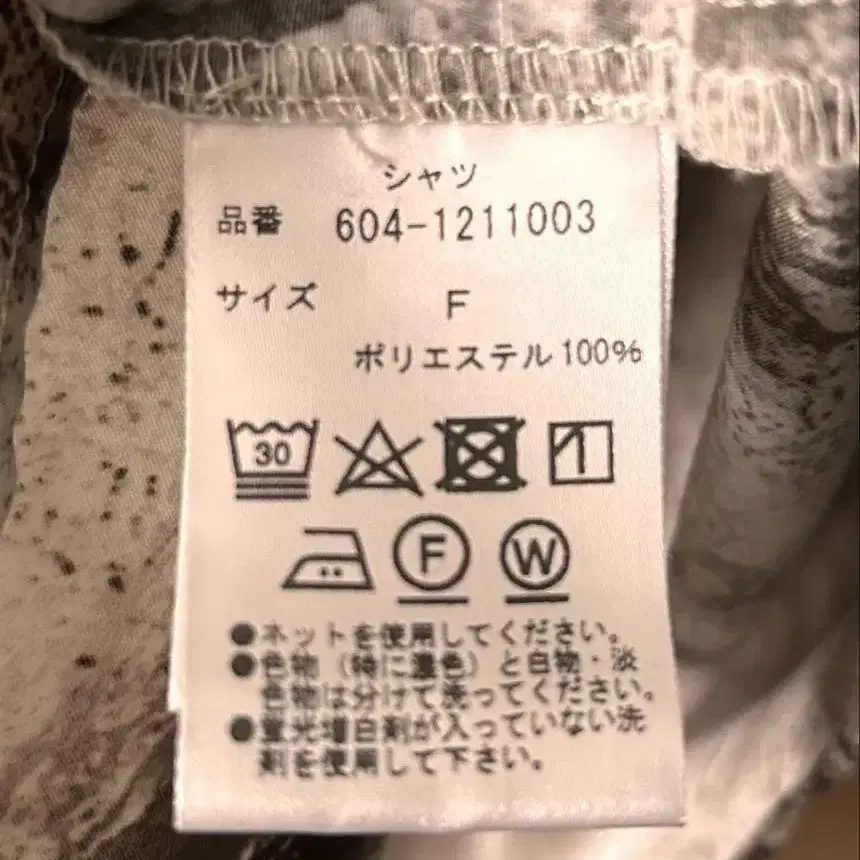 シャツ
品番 604-1211003
サイズ F
ポリエステル100%
30
F W
●ネットを使用してください。
●色物（特に濃色）と白物・淡
色物は分けて洗ってください。
●蛍光増白剤が入っていない洗
剤を使用して下さい。